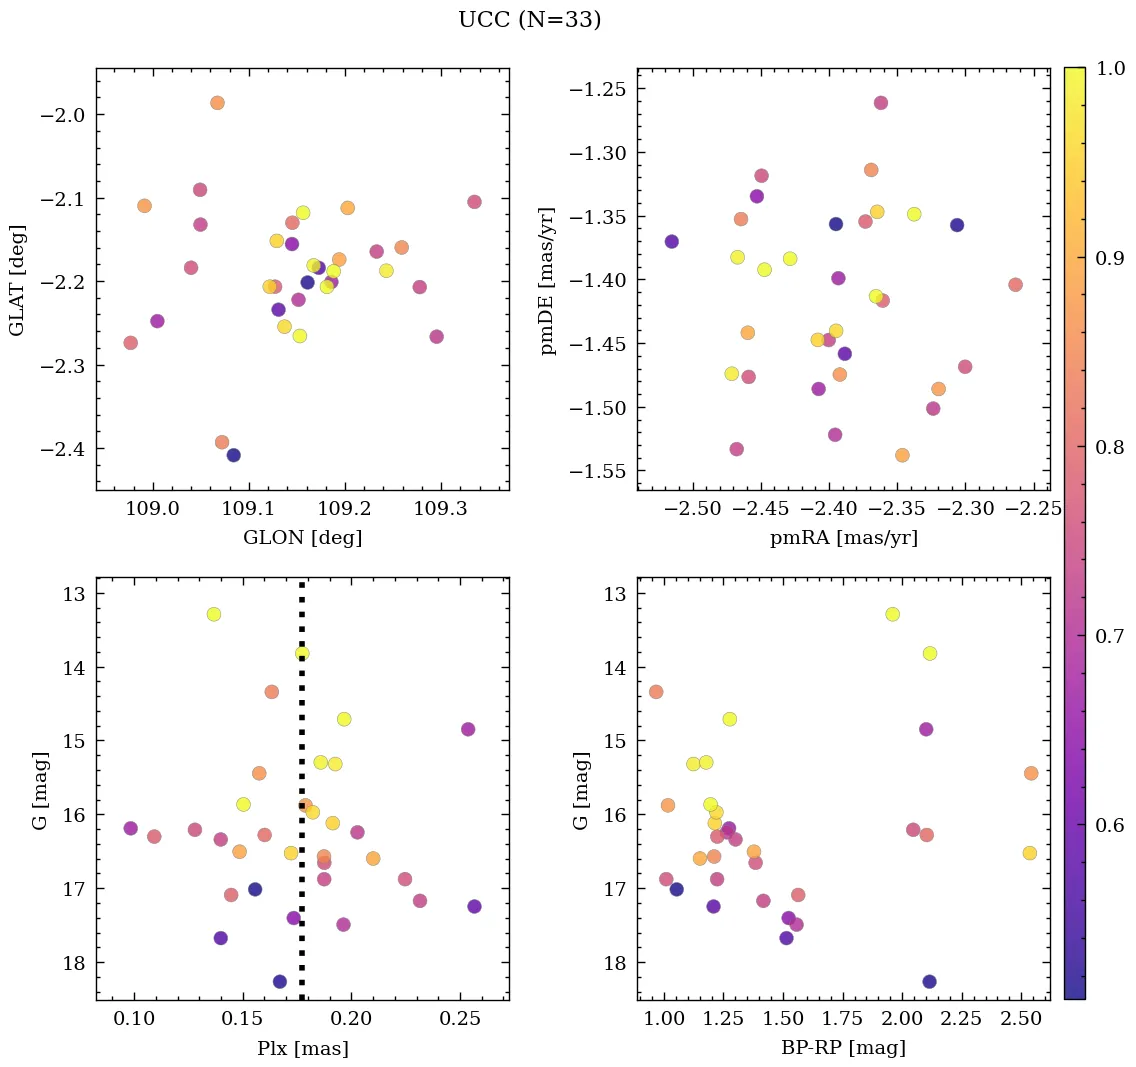 UCC (N=33)
−2.0
−2.1
−2.2
−2.3
−2.4
GLAT [deg]
109.0 109.1 109.2 109.3
GLON [deg]
−1.25
−1.30
−1.35
−1.40
−1.45
−1.50
−1.55
pmDE [mas/yr]
−2.50 −2.45 −2.40 −2.35 −2.30 −2.25
pmRA [mas/yr]
13
14
15
16
17
18
G [mag]
0.10 0.15 0.20 0.25
Plx [mas]
13
14
15
16
17
18
G [mag]
1.00 1.25 1.50 1.75 2.00 2.25 2.50
BP-RP [mag]
1.0
0.9
0.8
0.7
0.6